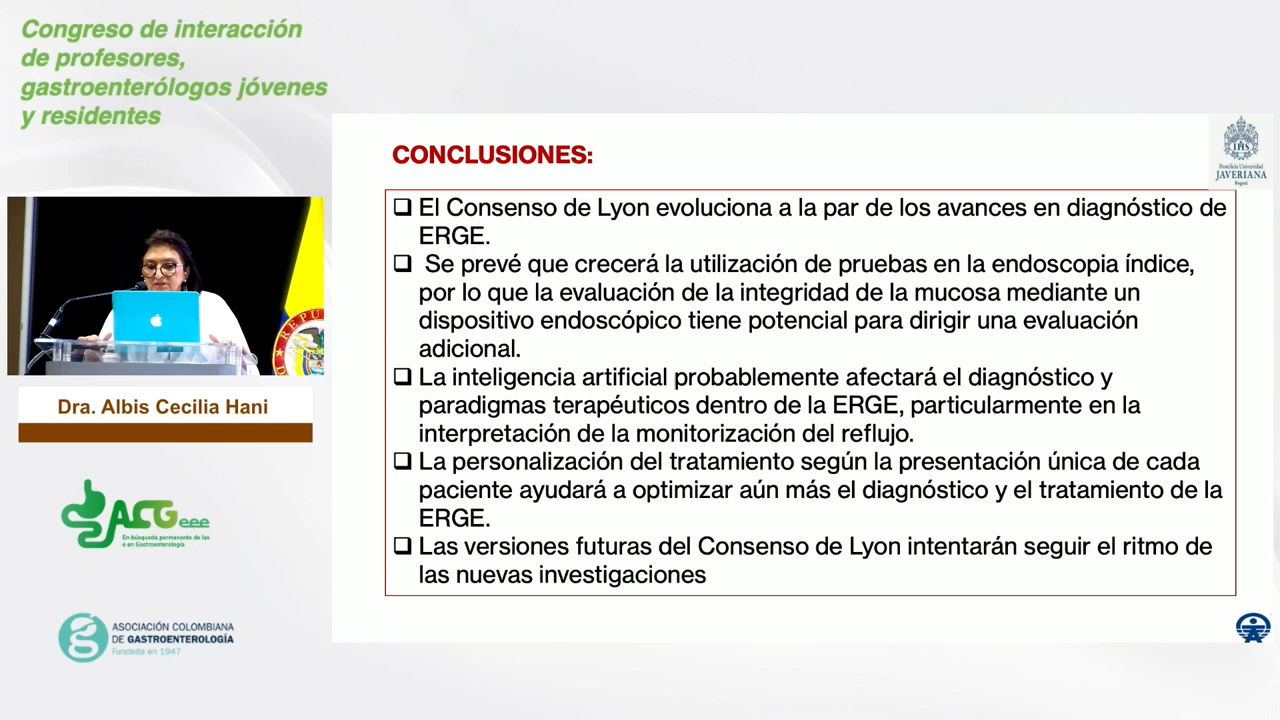 Congreso de interacción
de profesores,
gastroenterólogos jóvenes
y residentes
CONCLUSIONES:
IHS
Pontificia Universidad
JAVERIANA
Bogotá
El Consenso de Lyon evoluciona a la par de los avances en diagnóstico de
ERGE.
Se prevé que crecerá la utilización de pruebas en la endoscopia índice,
por lo que la evaluación de la integridad de la mucosa mediante un
dispositivo endoscópico tiene potencial para dirigir una evaluación
adicional.
La inteligencia artificial probablemente afectará el diagnóstico y
paradigmas terapéuticos dentro de la ERGE, particularmente en la
interpretación de la monitorización del reflujo.
La personalización del tratamiento según la presentación única de cada
paciente ayudará a optimizar aún más el diagnóstico y el tratamiento de la
ERGE.
Las versiones futuras del Consenso de Lyon intentarán seguir el ritmo de
las nuevas investigaciones
Dra. Albis Cecilia Hani
ACGeee
En búsqueda permanente de las
e en Gastroenterología
ASOCIACIÓN COLOMBIANA
DE GASTROENTEROLOGÍA
Fundada en 1947